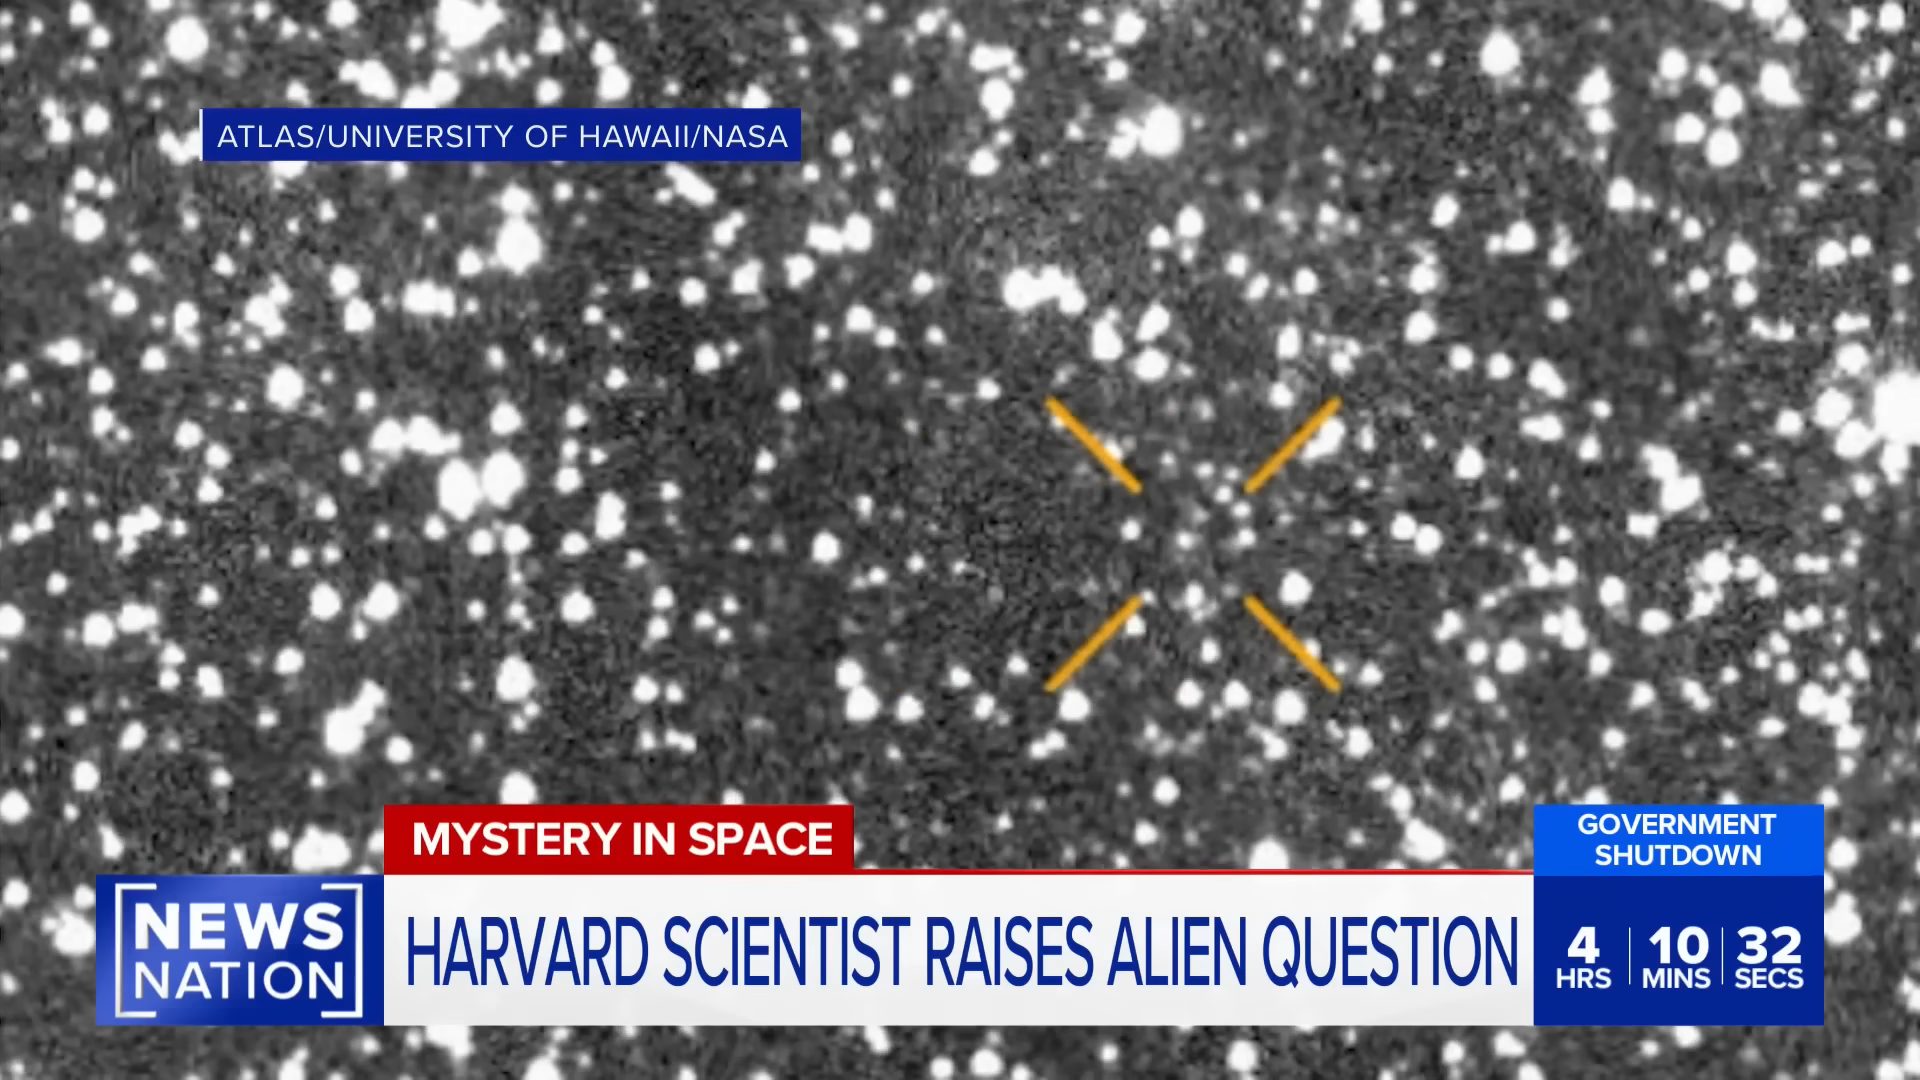 ATLAS/UNIVERSITY OF HAWAII/NASA
MYSTERY IN SPACE
NEWS
NATION
HARVARD SCIENTIST RAISES ALIEN QUESTION
GOVERNMENT
SHUTDOWN
4 10 32
HRS MINS SECS